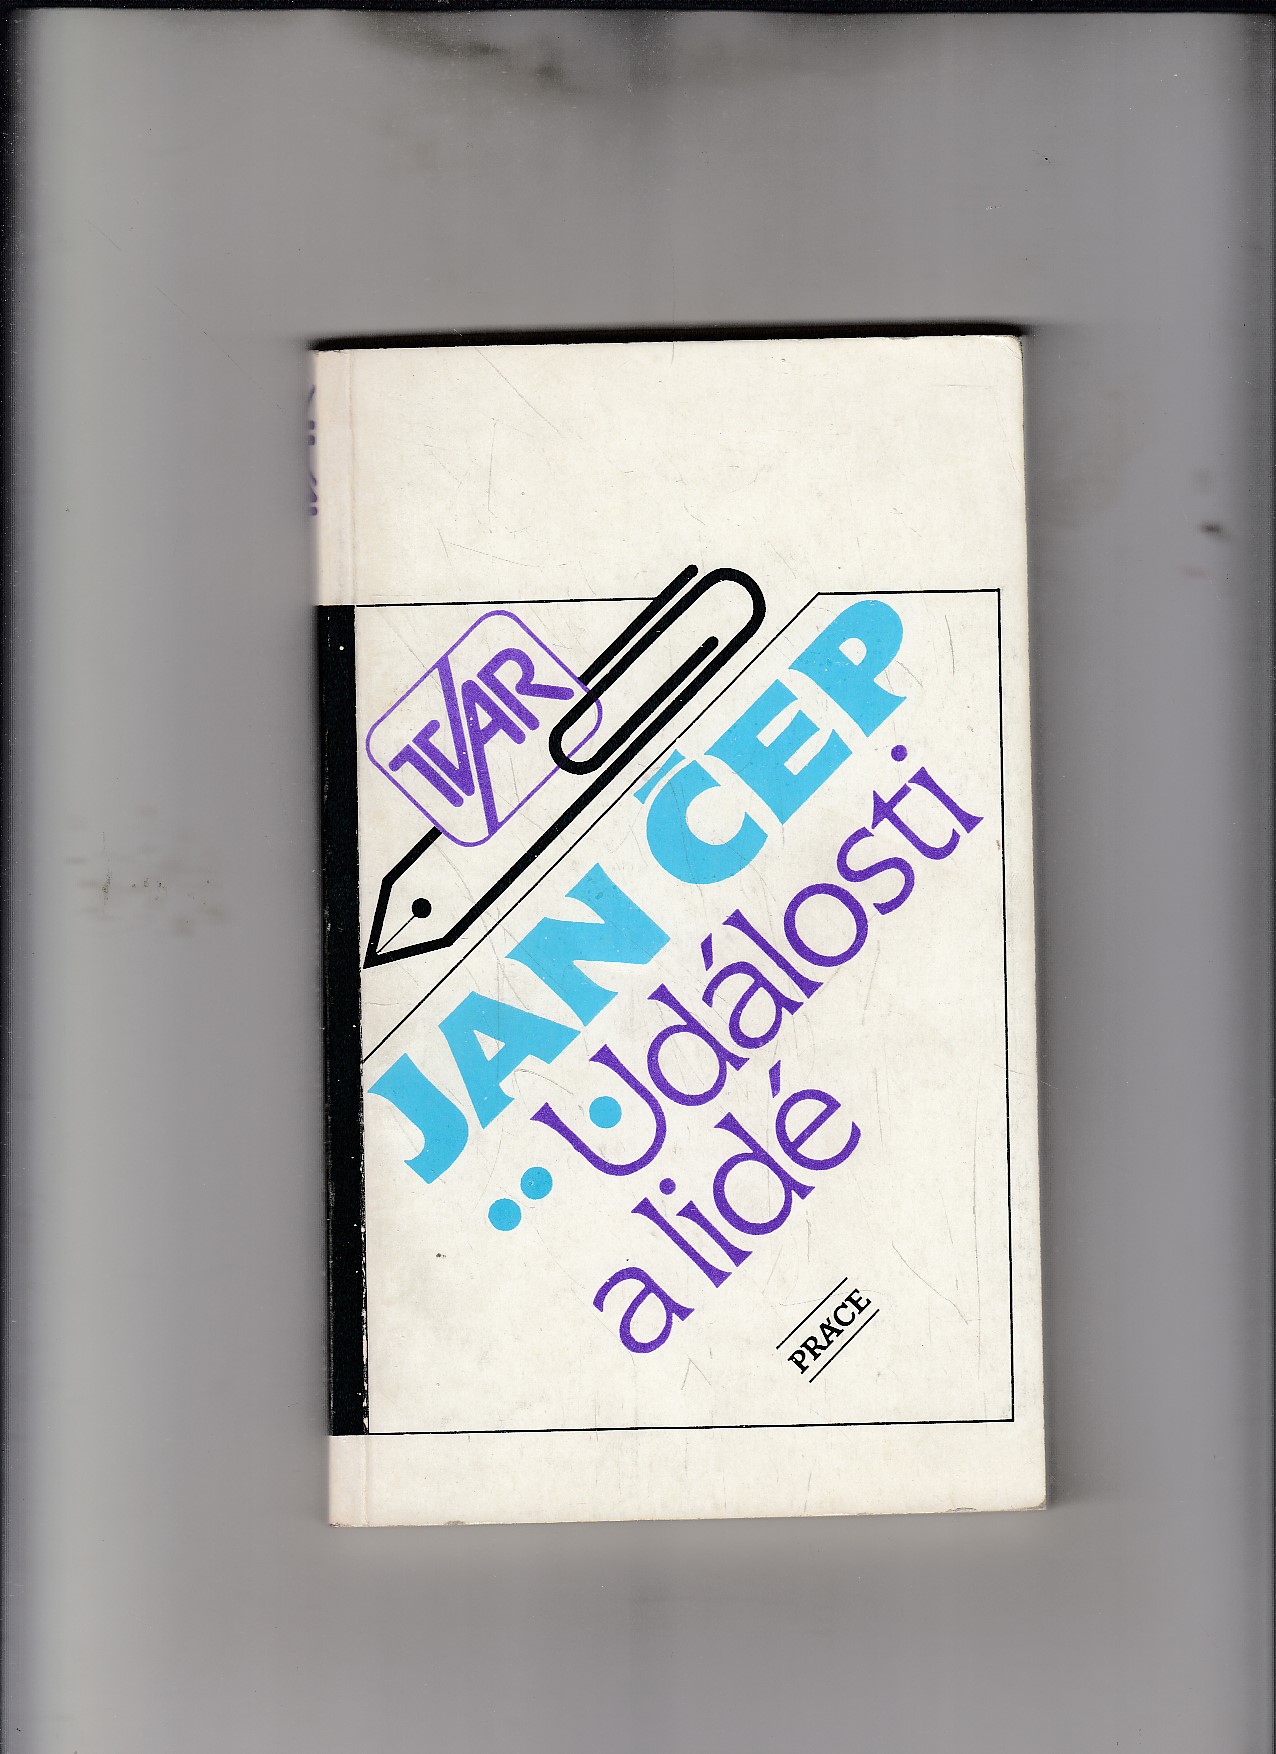 TVAR
JAN ČEP
Události
a lidé
PRÁCE